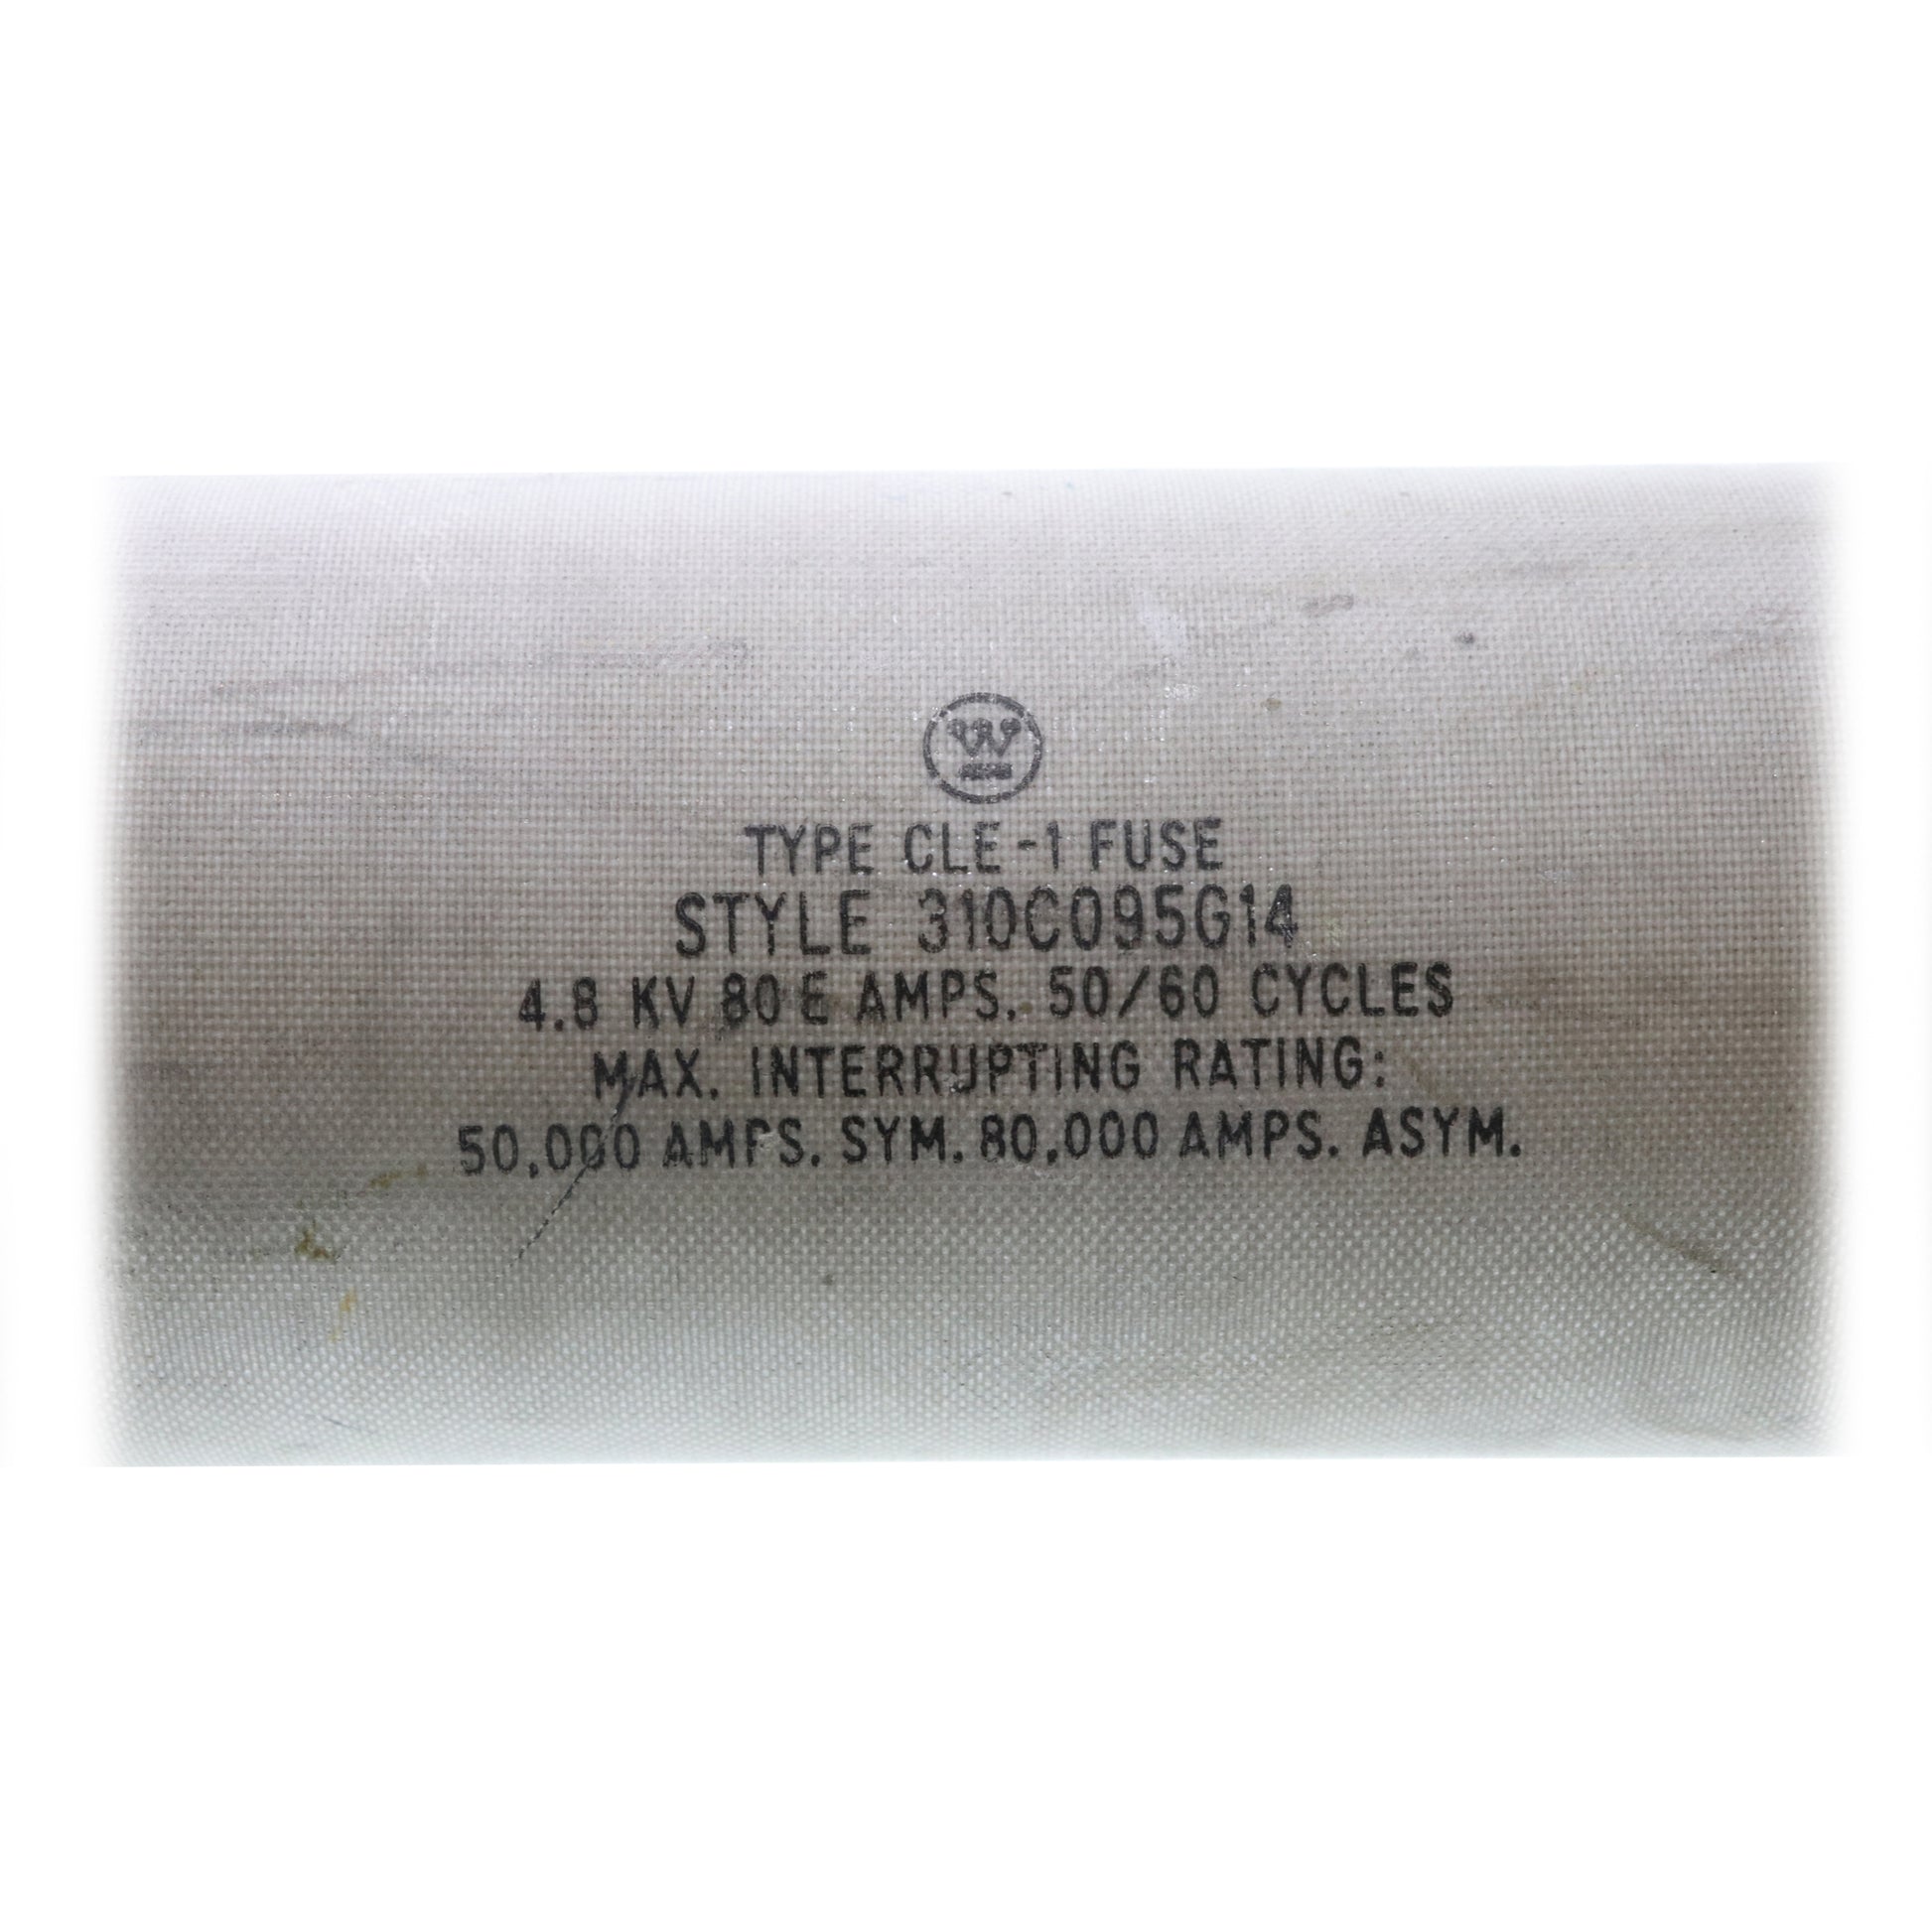 W
TYPE CLE-1 FUSE
STYLE 310C095G14
4.8 KV 80 E AMPS. 50/60 CYCLES
MAX. INTERRUPTING RATING:
50,000 AMPS. SYM. 80,000 AMPS. ASYM.